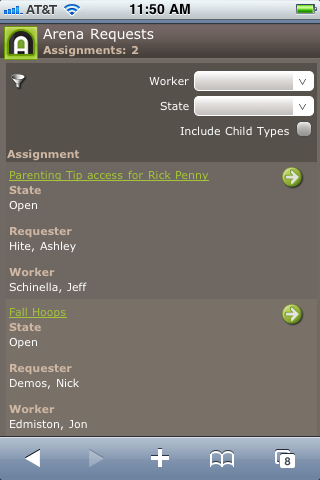 AT&T 11:50 AM
A Arena Requests
Assignments: 2
Worker
State
Include Child Types
Assignment
Parenting Tip access for Rick Penny
State
Open
Requester
Hite, Ashley
Worker
Schinella, Jeff
Fall Hoops
State
Open
Requester
Demos, Nick
Worker
Edmiston, Jon
8